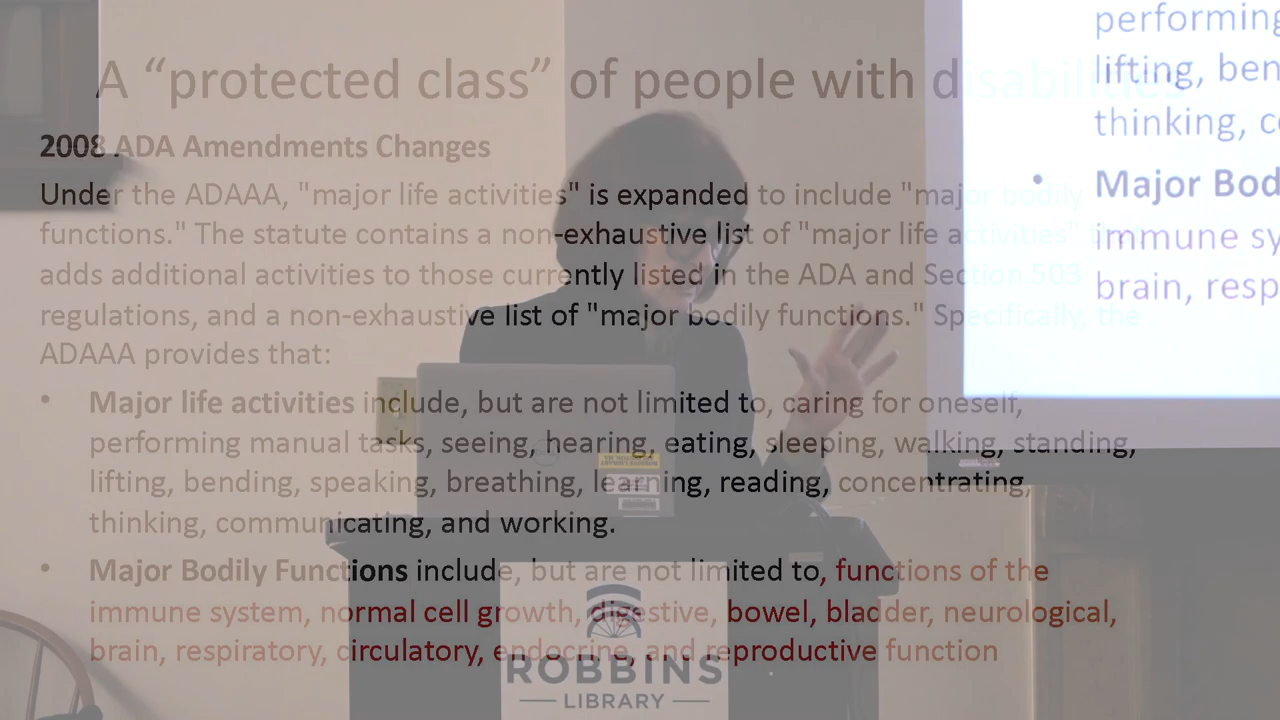 A “protected class” of people with disabilities
2008 ADA Amendments Changes
Under the ADAAA, "major life activities" is expanded to include "major bodily
functions." The statute contains a non-exhaustive list of "major life activities" that
adds additional activities to those currently listed in the ADA and Section 503
regulations, and a non-exhaustive list of "major bodily functions." Specifically, the
ADAAA provides that:
• Major life activities include, but are not limited to, caring for oneself,
performing manual tasks, seeing, hearing, eating, sleeping, walking, standing,
lifting, bending, speaking, breathing, learning, reading, concentrating,
thinking, communicating, and working.
• Major Bodily Functions include, but are not limited to, functions of the
immune system, normal cell growth, digestive, bowel, bladder, neurological,
brain, respiratory, circulatory, endocrine, and reproductive function
performing
lifting, ben
thinking, c
• Major Bod
immune sy
brain, resp
ROBBINS
LIBRARY